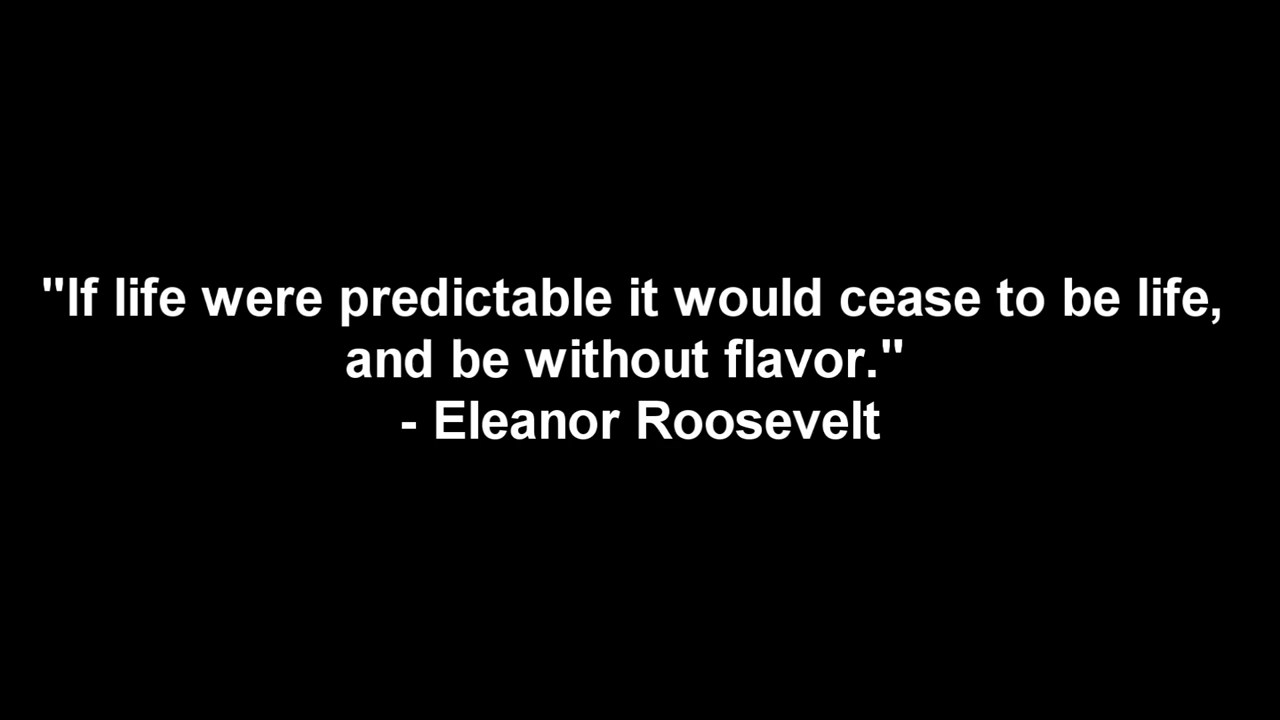 "If life were predictable it would cease to be life,
and be without flavor."
- Eleanor Roosevelt